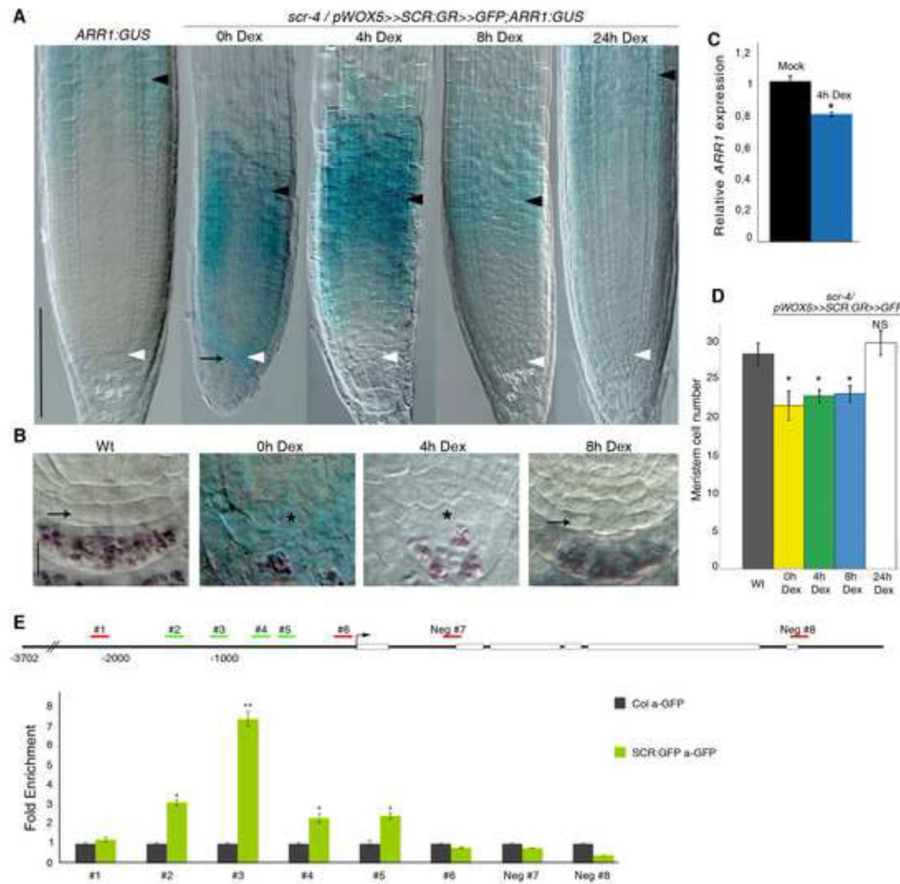 A
scr-4 / pWOX5>>SCR:GR>>GFP;ARR1:GUS
ARR1:GUS
0h Dex
4h Dex
8h Dex
24h Dex
B
Wt
0h Dex
4h Dex
8h Dex
*
*
C
Relative ARR1 expression
1,2
1
0,8
0,6
0,4
0,2
0
Mock
4h Dex
*
D
scr-4/
pWOX5>>SCR:GR>>GFP
NS
Meristem cell number
30
25
20
15
10
5
0
* * *
Wt
0h Dex
4h Dex
8h Dex
24h Dex
E
#1
#2
#3
#4
#5
#6
Neg #7
Neg #8
-3702
-2000
-1000
Fold Enrichment
8
7
6
5
4
3
2
1
0
*
**
*
*
Col a-GFP
SCR:GFP a-GFP
#1
#2
#3
#4
#5
#6
Neg #7
Neg #8